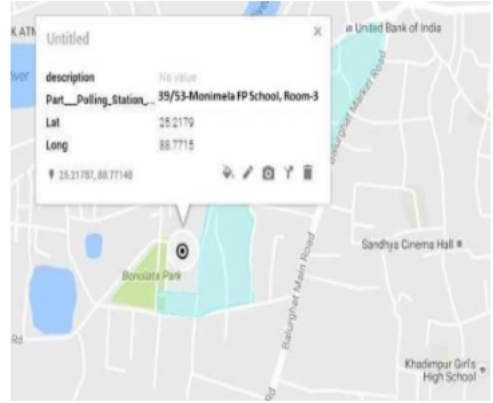 K ATM
Untitled
description No value
Part__Polling_Station_... 39/53-Monimela FP School, Room-3
Lat 25.2179
Long 88.7715
25.21787, 88.77148
United Bank of India
Balurghat Market Road
Sandhya Cinema Hall
Bonolata Park
Balurghat Main Road
Rd
Khadimpur Girl's
High School